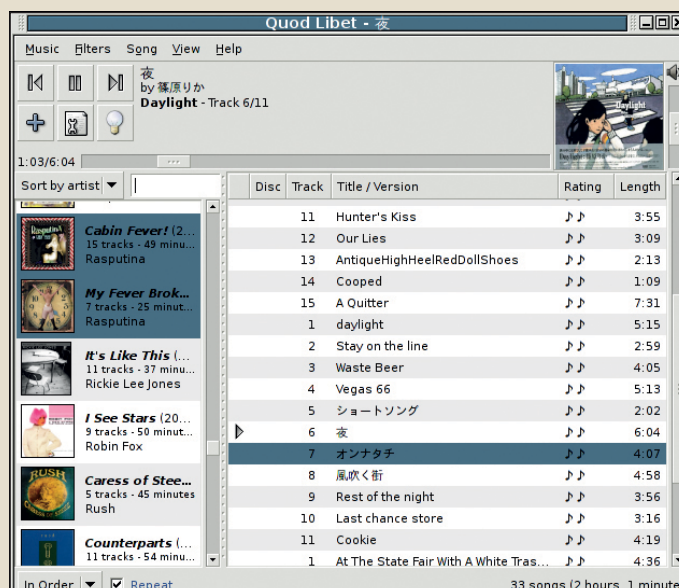 Quod Libet - 夜
Music Filters Song View Help
夜
by 篠原りか
Daylight - Track 6/11
Daylight
1:03/6:04
Sort by artist
Disc Track Title / Version Rating Length
Cabin Fever! (2...
15 tracks - 49 minu...
Rasputina
My Fever Brok...
7 tracks - 25 minut...
Rasputina
It's Like This (...
11 tracks - 37 minu...
Rickie Lee Jones
I See Stars (20...
9 tracks - 50 minut...
Robin Fox
RUSH
Caress of Stee...
5 tracks - 45 minutes
Rush
Counterparts (...
11 tracks - 54 minu...
11 Hunter's Kiss ♪♪ 3:55
12 Our Lies ♪♪ 3:09
13 AntiqueHighHeelRedDollShoes ♪♪ 2:13
14 Cooped ♪♪ 1:09
15 A Quitter ♪♪ 7:31
1 daylight ♪♪ 5:15
2 Stay on the line ♪♪ 2:59
3 Waste Beer ♪♪ 4:05
4 Vegas 66 ♪♪ 5:13
5 ショートソング ♪♪ 2:02
6 夜 ♪♪ 6:04
7 オンナタチ ♪♪ 4:07
8 風吹く街 ♪♪ 4:58
9 Rest of the night ♪♪ 3:56
10 Last chance store ♪♪ 3:16
11 Cookie ♪♪ 4:19
1 At The State Fair With A White Tras... ♪♪ 4:36
In Order Repeat 33 songs (2 hours, 1 minute